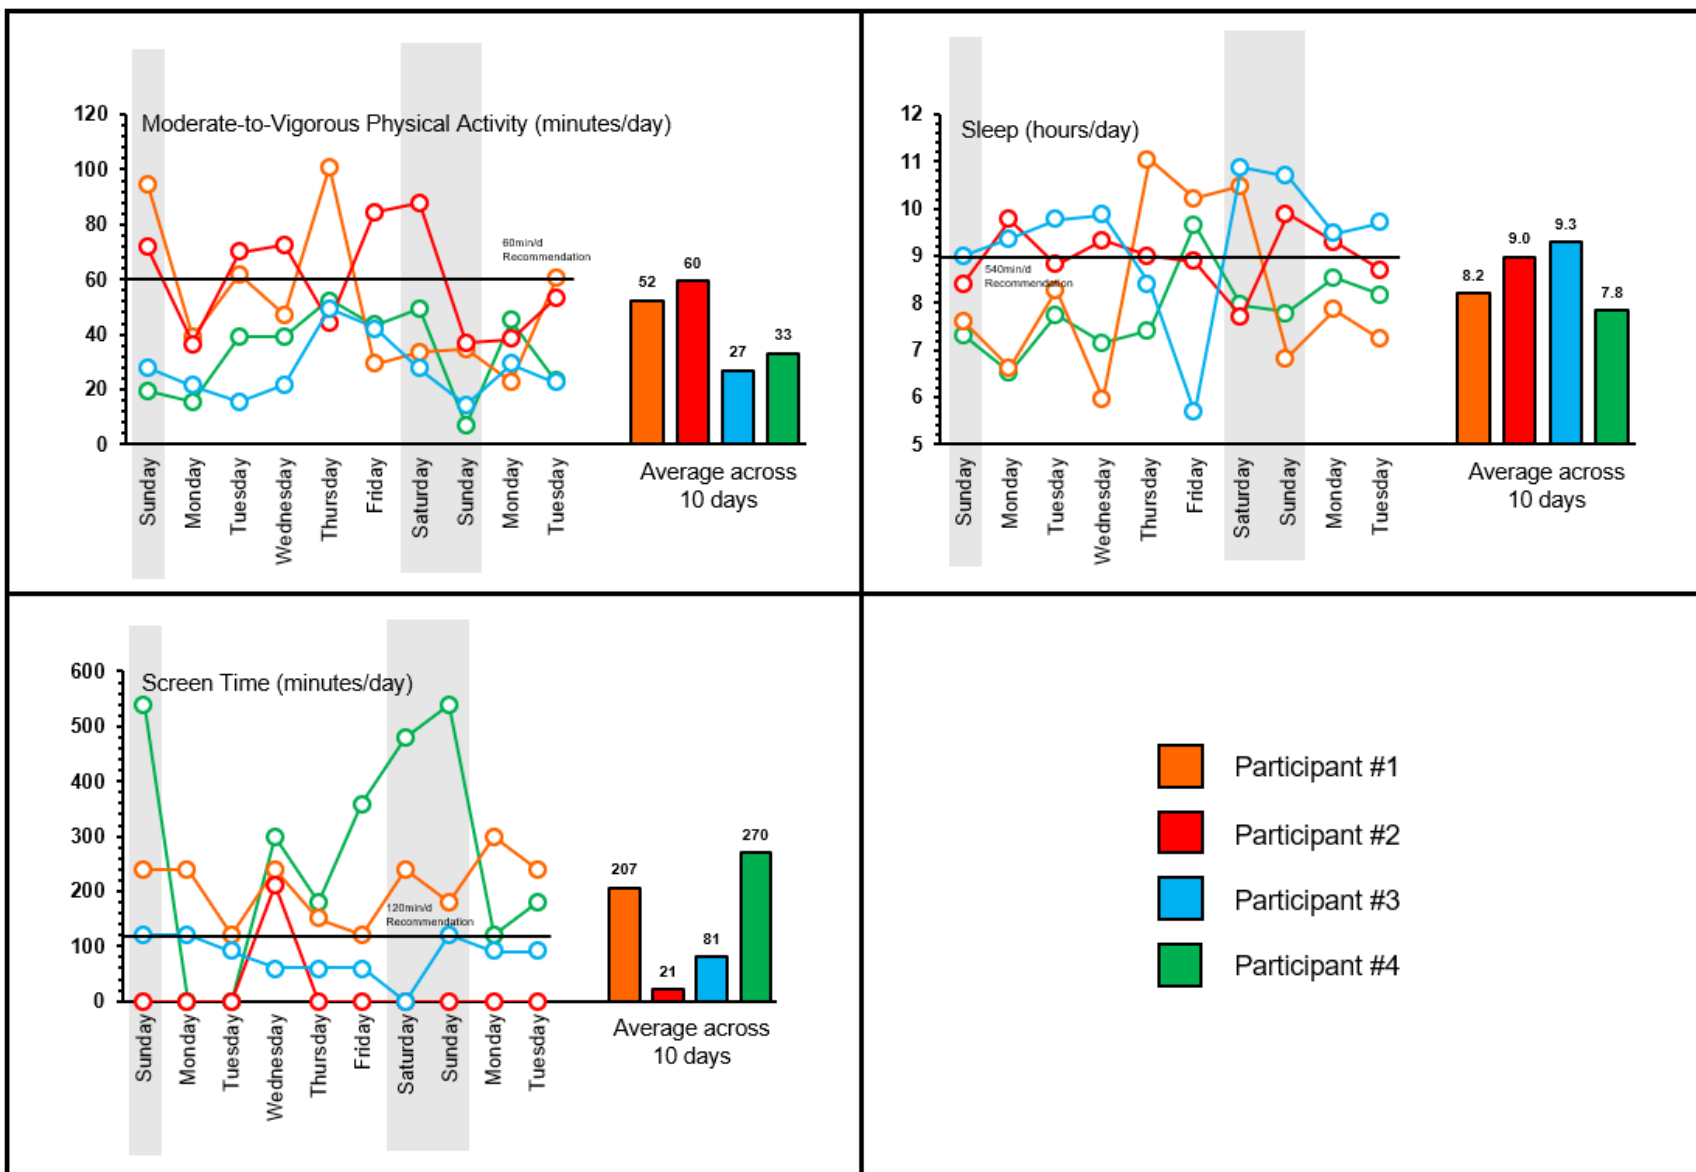 Moderate-to-Vigorous Physical Activity (minutes/day)
120
100
80
60
40
20
0
60min/d
Recommendation
52
60
27
33
Sunday
Monday
Tuesday
Wednesday
Thursday
Friday
Saturday
Sunday
Monday
Tuesday
Average across
10 days
Sleep (hours/day)
12
11
10
9
8
7
6
5
540min/d
Recommendation
8.2
9.0
9.3
7.8
Sunday
Monday
Tuesday
Wednesday
Thursday
Friday
Saturday
Sunday
Monday
Tuesday
Average across
10 days
Screen Time (minutes/day)
600
500
400
300
200
100
0
120min/d
Recommendation
207
21
81
270
Sunday
Monday
Tuesday
Wednesday
Thursday
Friday
Saturday
Sunday
Monday
Tuesday
Average across
10 days
Participant #1
Participant #2
Participant #3
Participant #4